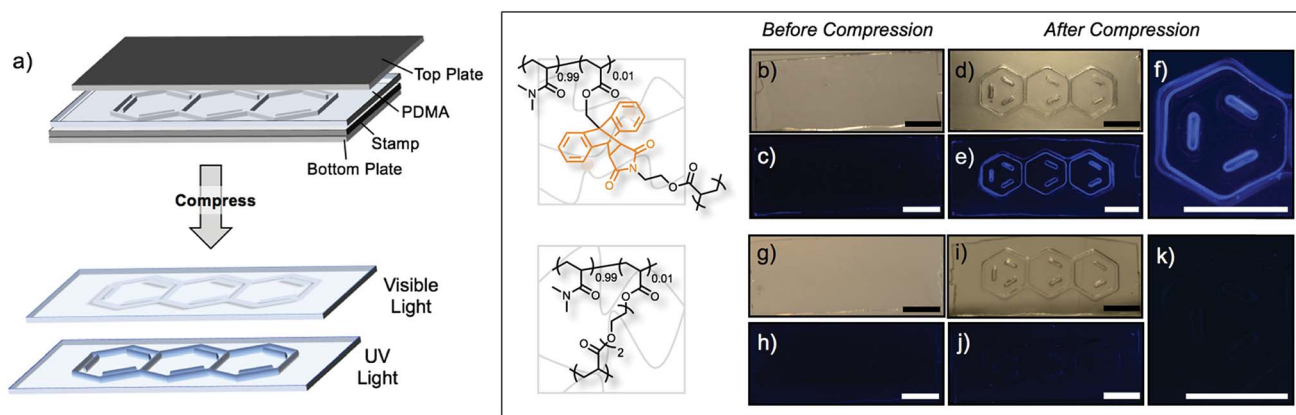 a)
Top Plate
PDMA
Stamp
Bottom Plate
Compress
Visible
Light
UV
Light
Before Compression
After Compression
0.99
0.01
N
O
O
O
O
O
N
O
O
O
b)
c)
d)
e)
f)
0.99
0.01
N
O
O
O
O
O
2
g)
h)
i)
j)
k)